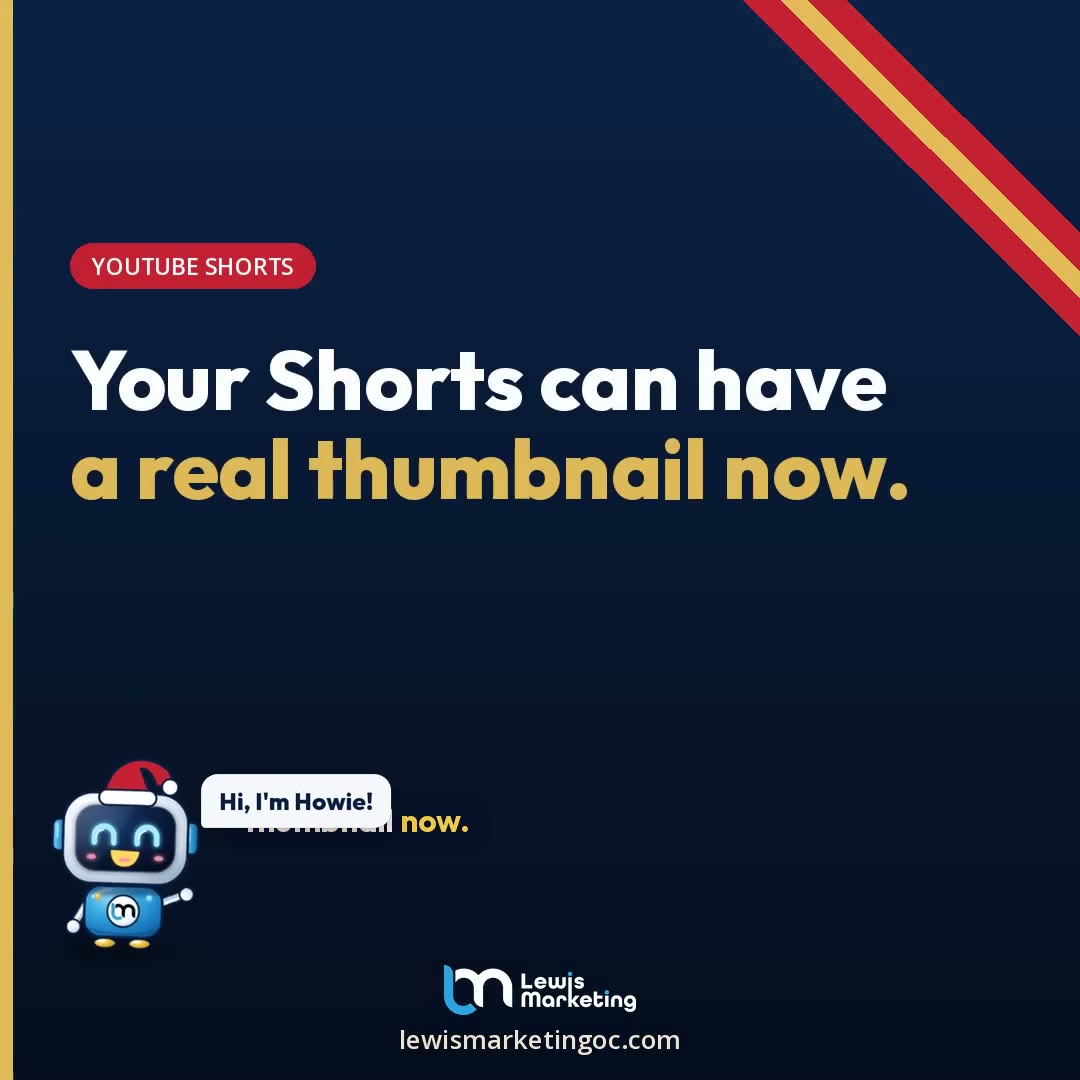 YOUTUBE SHORTS
Your Shorts can have
a real thumbnail now.
Hi, I'm Howie!
now.
Lewis
Marketing
lewismarketingoc.com